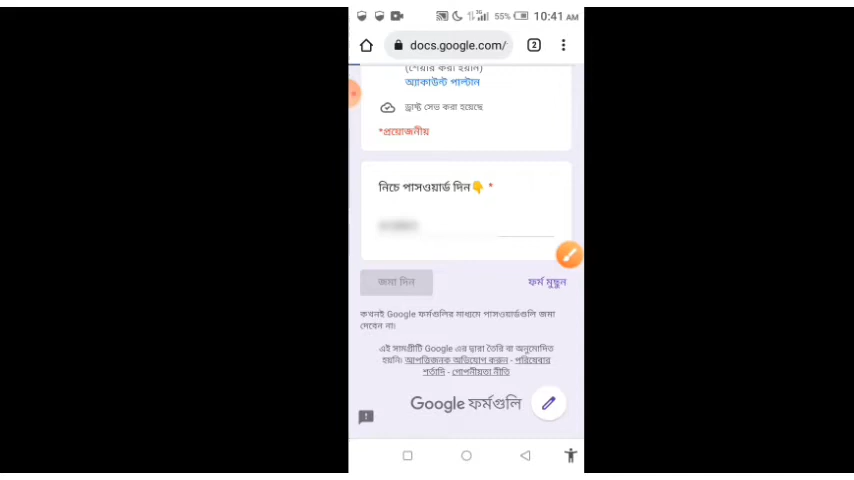 55% 10:41 AM
docs.google.com/ 2
(শেয়ার করা হয়নি)
অ্যাকাউন্ট পাল্টান
ড্রাফ্ট সেভ করা হয়েছে
*প্রয়োজনীয়
নিচে পাসওয়ার্ড দিন👇 *
জমা দিন ফর্ম মুছুন
কখনই Google ফর্মগুলির মাধ্যমে পাসওয়ার্ডগুলি জমা
দেবেন না।
এই সামগ্রীটি Google এর দ্বারা তৈরি বা অনুমোদিত
হয়নি। আপত্তিজনক অভিযোগ করুন - পরিষেবার
শর্তাদি - গোপনীয়তা নীতি
Google ফর্মগুলি